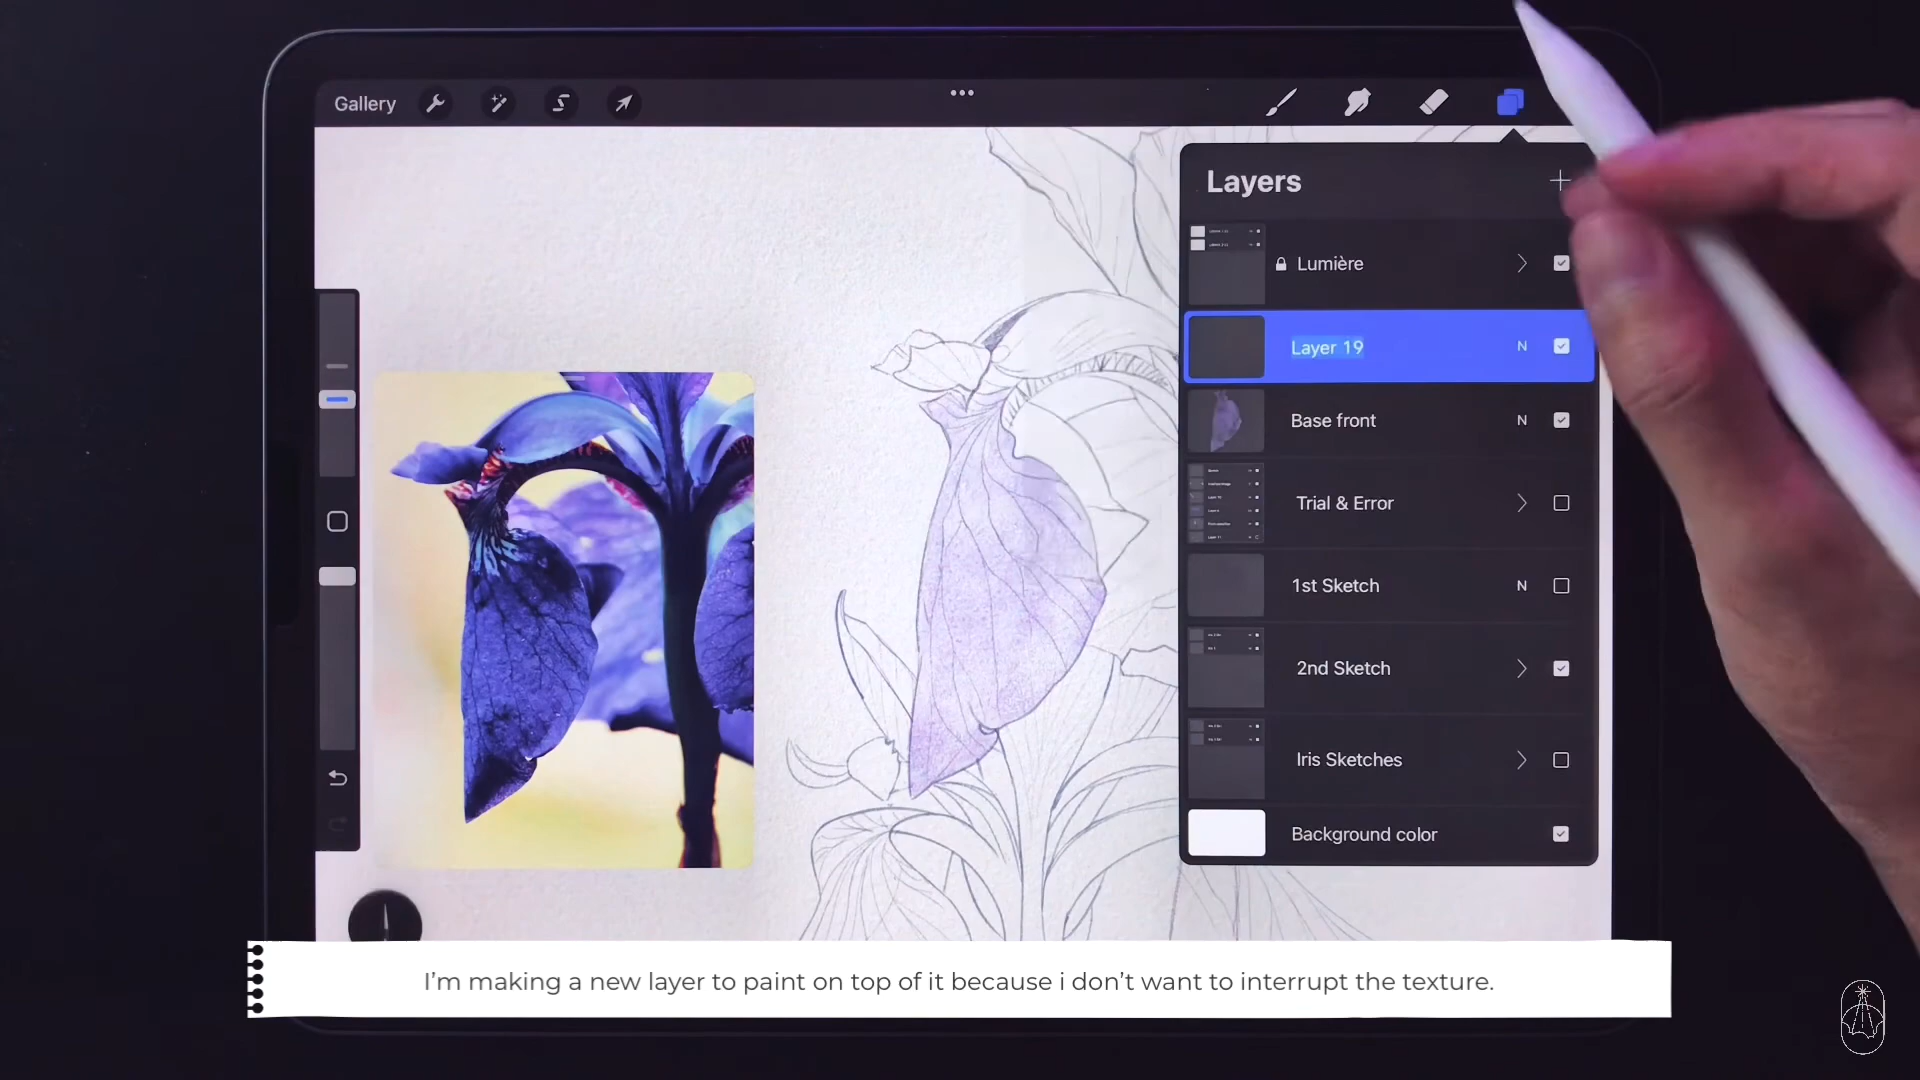 Gallery
Layers
Lumière
Layer 19 N
Base front N
Trial & Error
1st Sketch N
2nd Sketch
Iris Sketches
Background color
I’m making a new layer to paint on top of it because i don’t want to interrupt the texture.